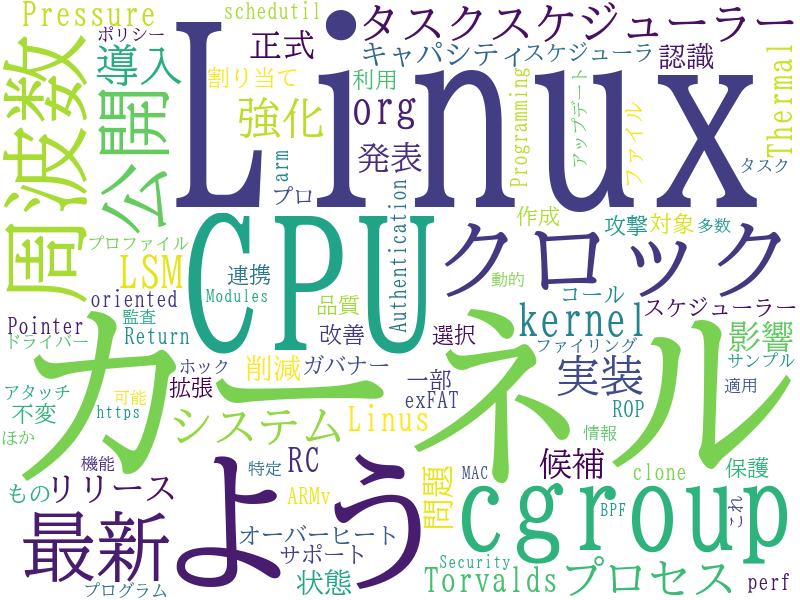 Pressure
schedutil
タスクスケジューラー
ポリシー
正式
キャパシティ
スケジューラ
認識
導入
割り当て
利用
Linux
周波数
公開
強化
org
Programming
アップデート
ファイル
Thermal
発表
arm
プロ
タスク
作成
攻撃
対象
多数
CPU
クロック
Authentication
プロファイル
LSM
連携
動的
oriented
Modules
品質
コール
スケジューラー
Pointer
監査
Return
改善
選択
kernel
影響
ドライバー
ホック
削減
ガバナー
ファイリング
実装
サンプル
カーネル
アタッチ
可能
拡張
一部
exFAT
ROP
適用
不変
https
システム
Linus
ほか
機能
特定
RC
MAC
候補
情報
clone
保護
もの
リリース
ARMv
問題
BPF
これ
最新
よう
cgroup
オーバーヒート
サポート
状態
Security
Torvalds
プロセス
perf
プログラム